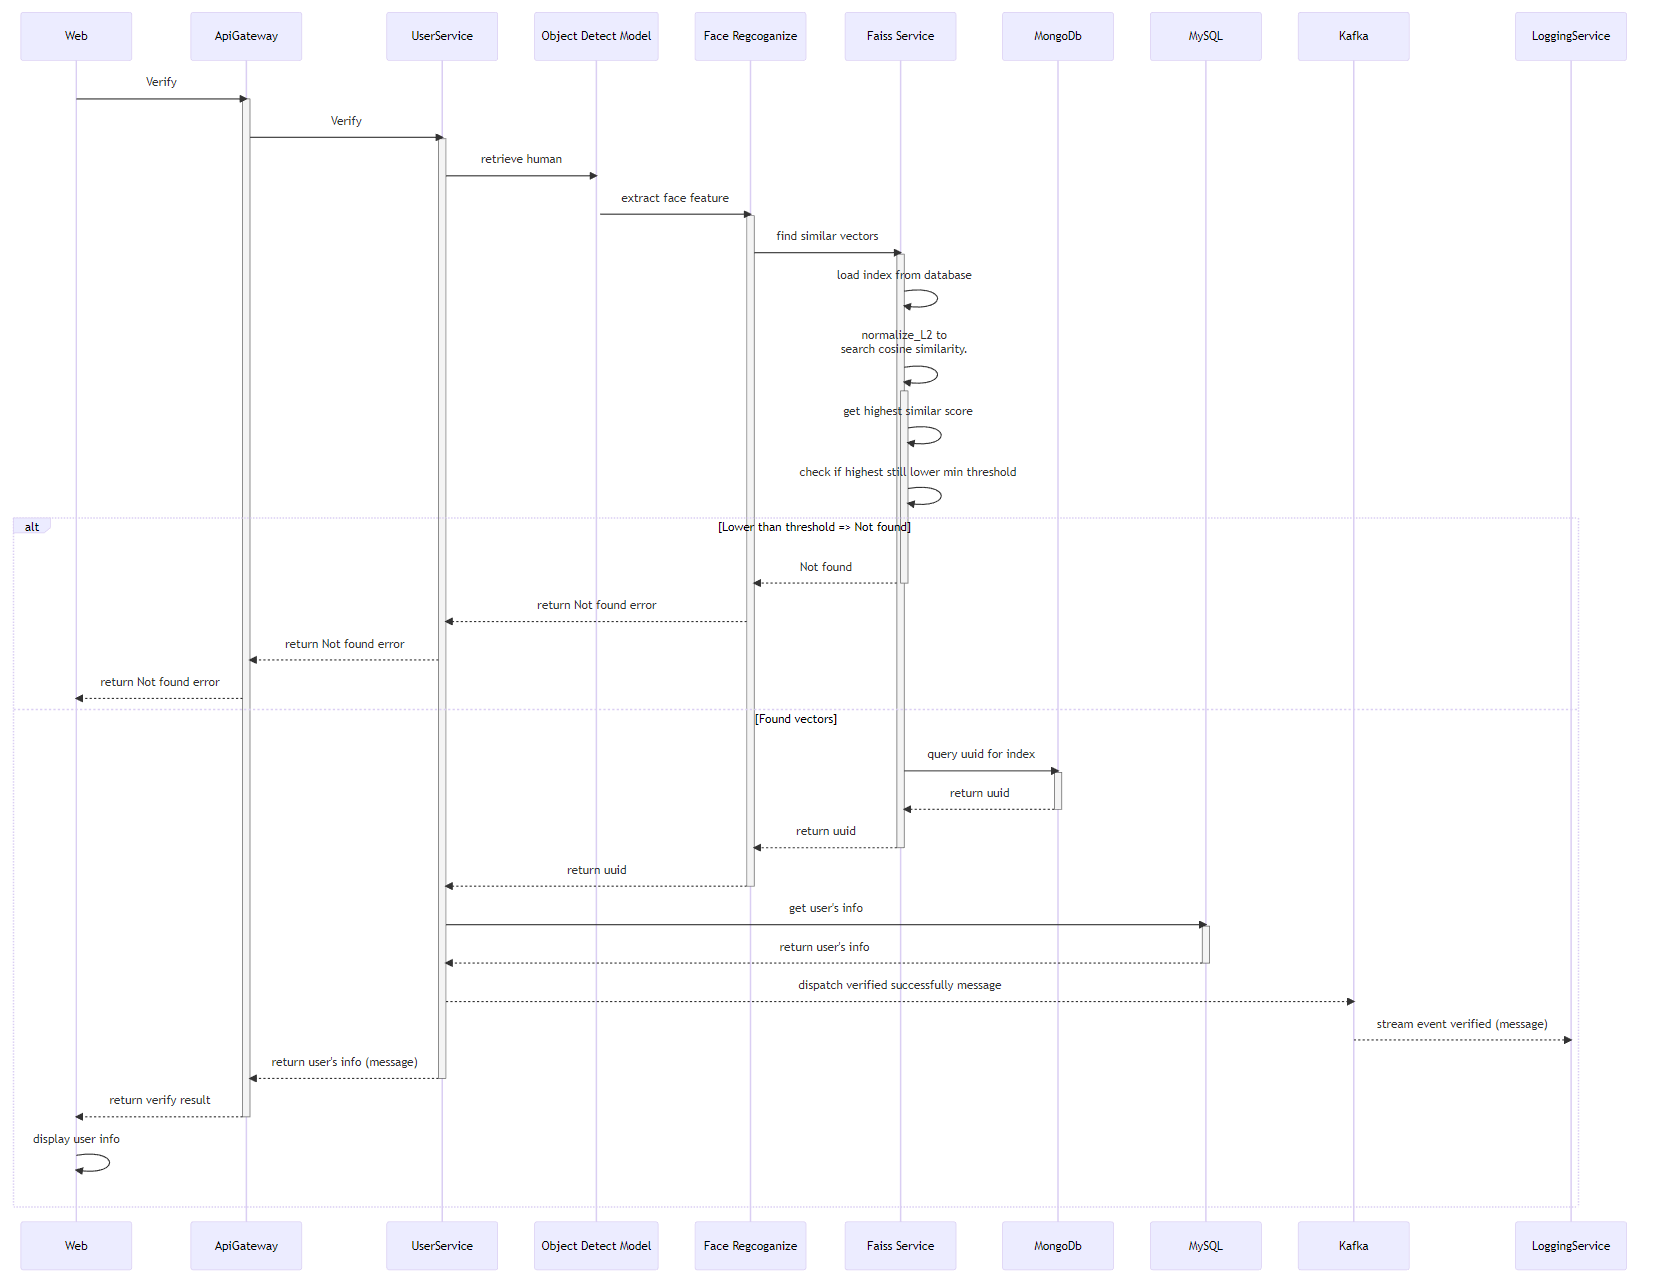 Web
ApiGateway
UserService
Object Detect Model
Face Regcoganize
Faiss Service
MongoDb
MySQL
Kafka
LoggingService
Verify
Verify
retrieve human
extract face feature
find similar vectors
load index from database
normalize_L2 to
search cosine similarity.
get highest similar score
check if highest still lower min threshold
alt
[Lower than threshold => Not found]
Not found
return Not found error
return Not found error
return Not found error
[Found vectors]
query uuid for index
return uuid
return uuid
return uuid
get user's info
return user's info
dispatch verified successfully message
stream event verified (message)
return user's info (message)
return verify result
display user info
Web
ApiGateway
UserService
Object Detect Model
Face Regcoganize
Faiss Service
MongoDb
MySQL
Kafka
LoggingService